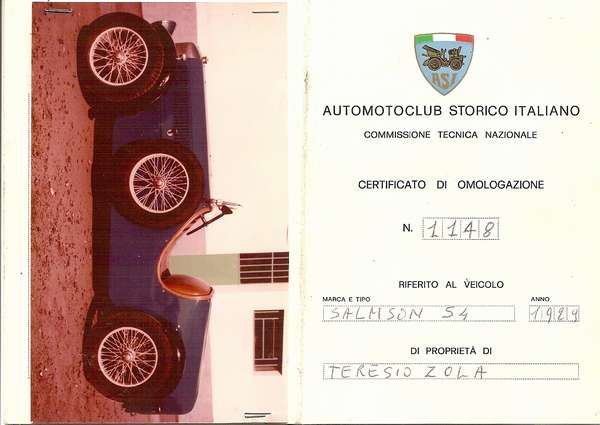 ASI
AUTOMOTOCLUB STORICO ITALIANO
COMMISSIONE TECNICA NAZIONALE
CERTIFICATO DI OMOLOGAZIONE
N. 1148
RIFERITO AL VEICOLO
MARCA E TIPO ANNO
SALMSON S4 1929
DI PROPRIETÀ DI
TERESIO ZOLA